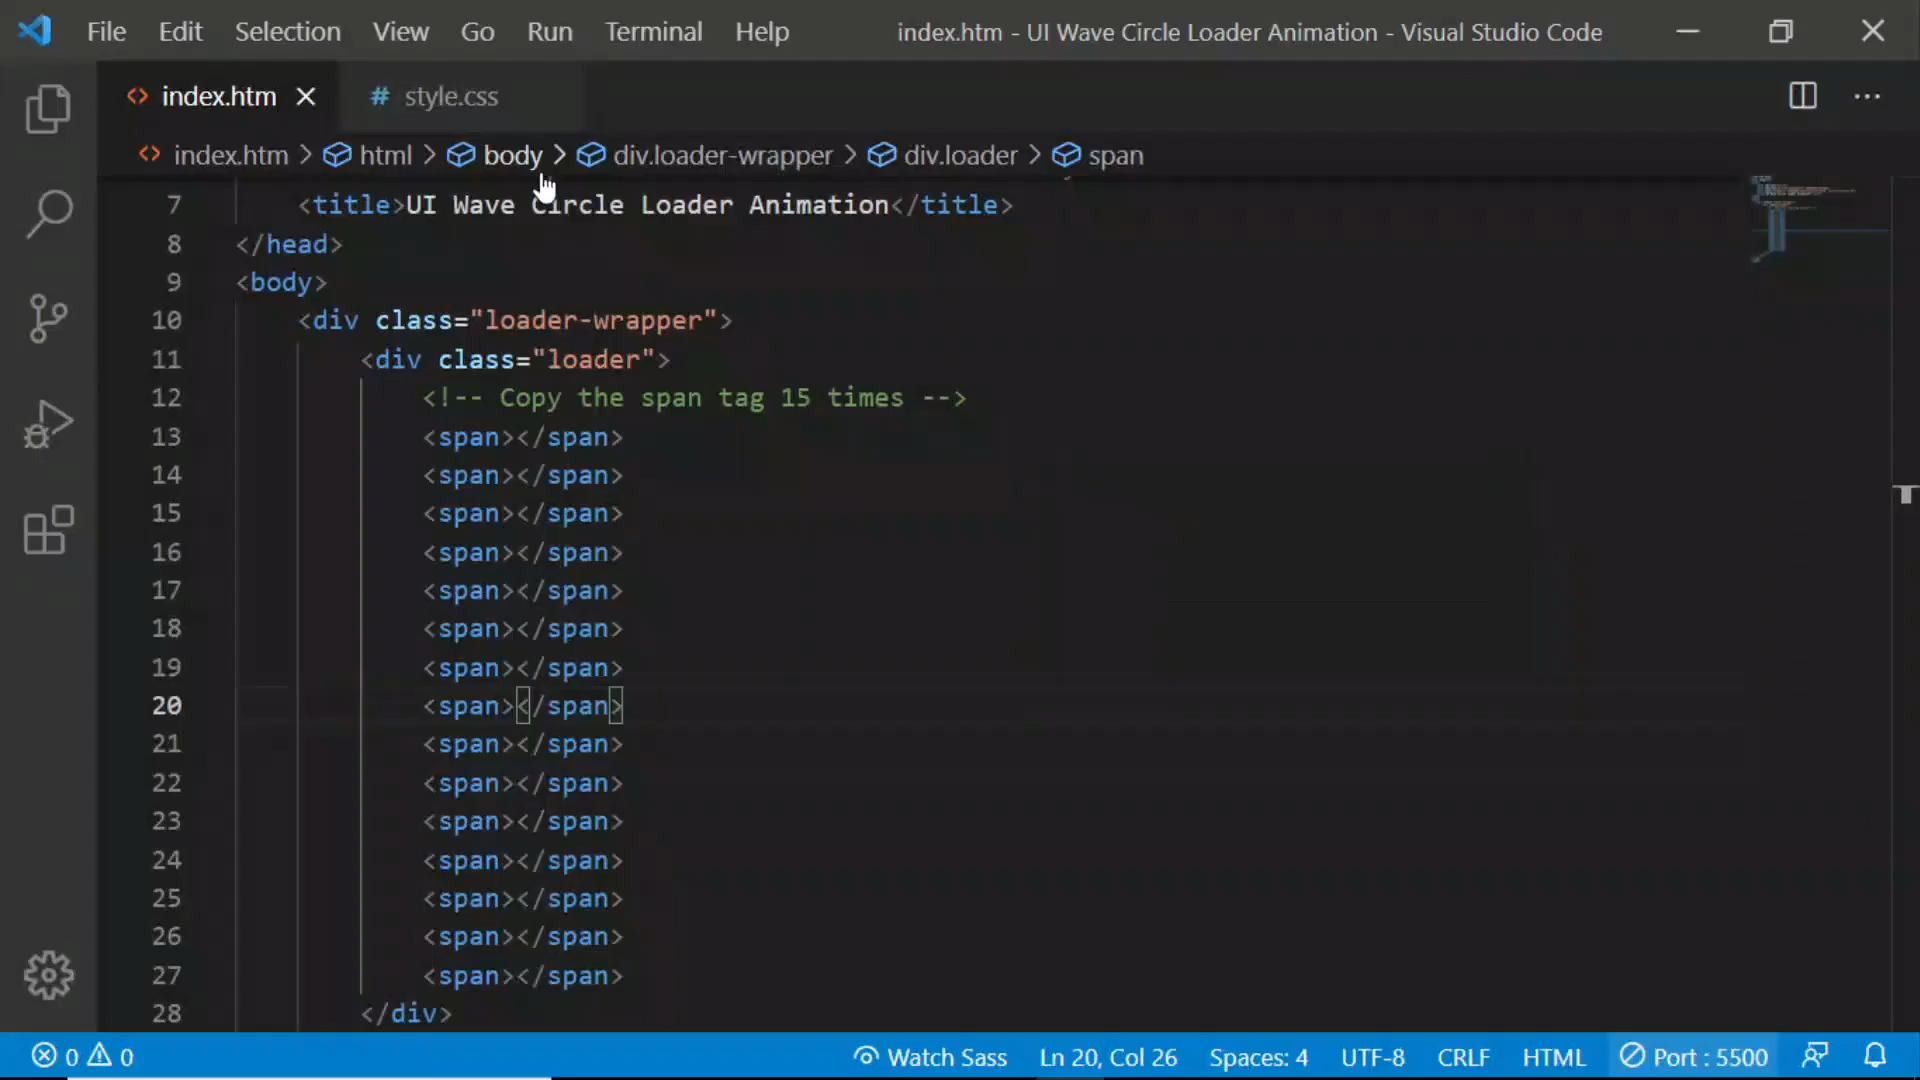 File Edit Selection View Go Run Terminal Help index.htm - UI Wave Circle Loader Animation - Visual Studio Code
index.htm style.css
index.htm > html > body > div.loader-wrapper > div.loader > span
7 <title>UI Wave Circle Loader Animation</title>
8 </head>
9 <body>
10 <div class="loader-wrapper">
11 <div class="loader">
12 <!-- Copy the span tag 15 times -->
13 <span></span>
14 <span></span>
15 <span></span>
16 <span></span>
17 <span></span>
18 <span></span>
19 <span></span>
20 <span></span>
21 <span></span>
22 <span></span>
23 <span></span>
24 <span></span>
25 <span></span>
26 <span></span>
27 <span></span>
28 </div>
0 0 Watch Sass Ln 20, Col 26 Spaces: 4 UTF-8 CRLF HTML Port : 5500